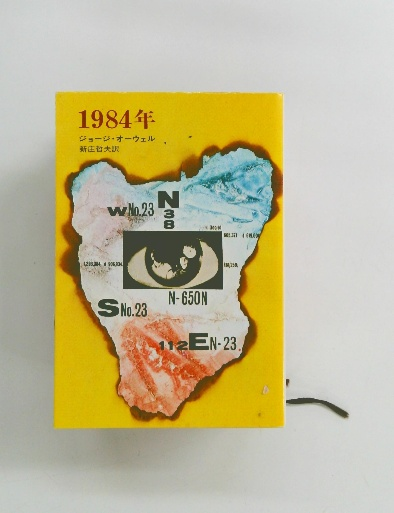 1984年
ジョージ・オーウェル
新庄哲夫訳
N
38
W No.23
N-650N
S No.23
112EN-23